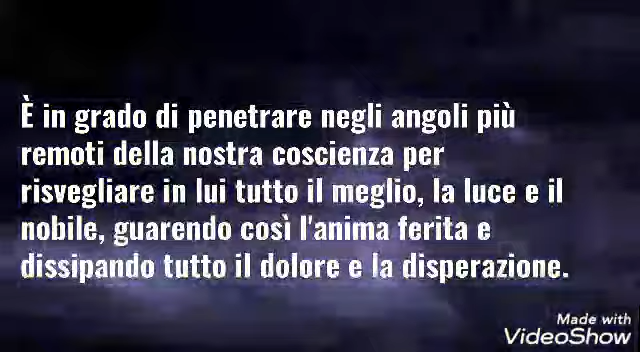 È in grado di penetrare negli angoli più
remoti della nostra coscienza per
risvegliare in lui tutto il meglio, la luce e il
nobile, guarendo così l'anima ferita e
dissipando tutto il dolore e la disperazione.
Made with
VideoShow